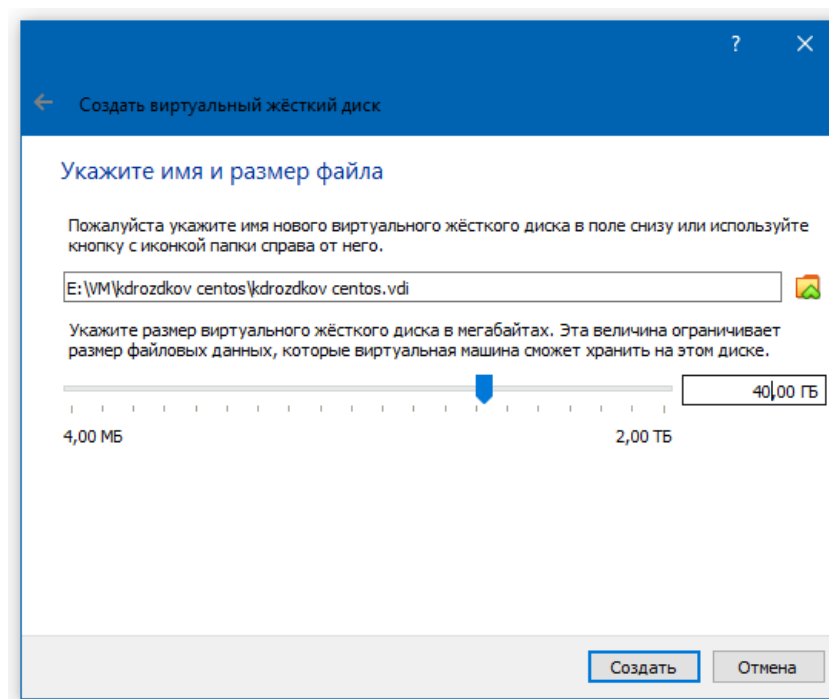 ?
Создать виртуальный жёсткий диск
Укажите имя и размер файла
Пожалуйста укажите имя нового виртуального жёсткого диска в поле снизу или используйте
кнопку с иконкой папки справа от него.
E:\VM\kdrozdkov centos\kdrozdkov centos.vdi
Укажите размер виртуального жёсткого диска в мегабайтах. Эта величина ограничивает
размер файловых данных, которые виртуальная машина сможет хранить на этом диске.
40,00 ГБ
4,00 МБ 2,00 ТБ
Создать Отмена